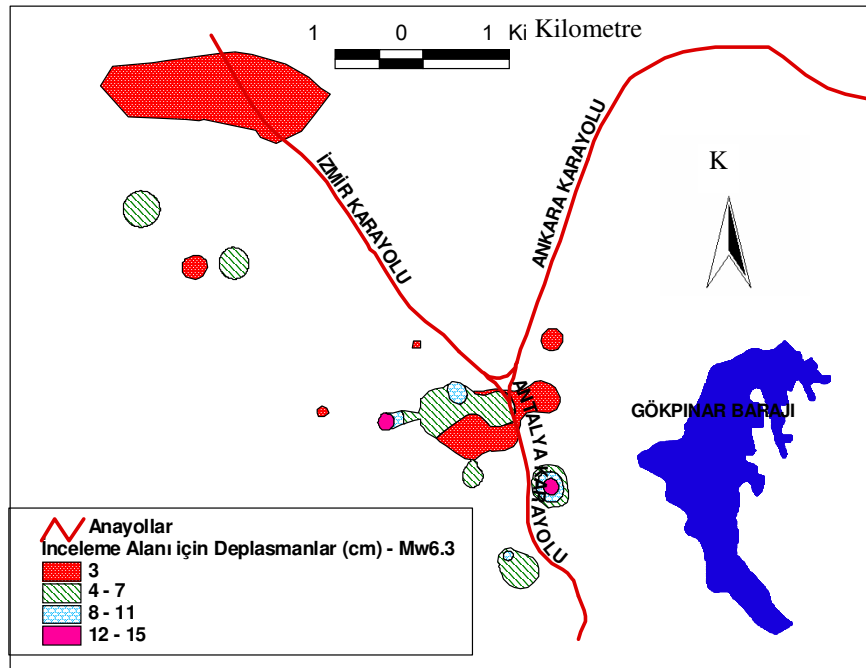 1 0 1 Ki Kilometre
K
İZMİR KARAYOLU
ANKARA KARAYOLU
ANTALYA KARAYOLU
GÖKPINAR BARAJI
Anayollar
İnceleme Alanı için Deplasmanlar (cm) - Mw6.3
3
4 - 7
8 - 11
12 - 15